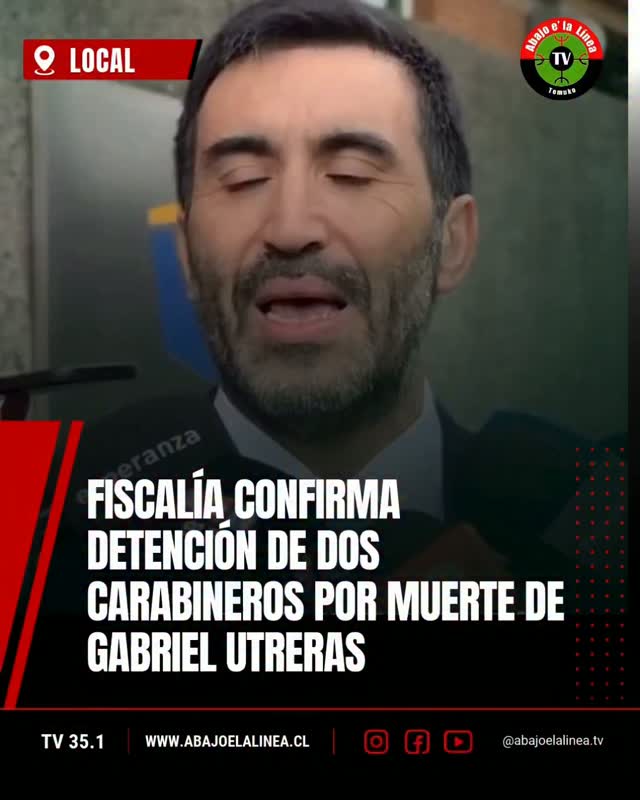 LOCAL
Abajo e' la Línea
TV
Temuko
esperanza
FISCALÍA CONFIRMA
DETENCIÓN DE DOS
CARABINEROS POR MUERTE DE
GABRIEL UTRERAS
TV 35.1
WWW.ABAJOELALINEA.CL
@abajoelalinea.tv